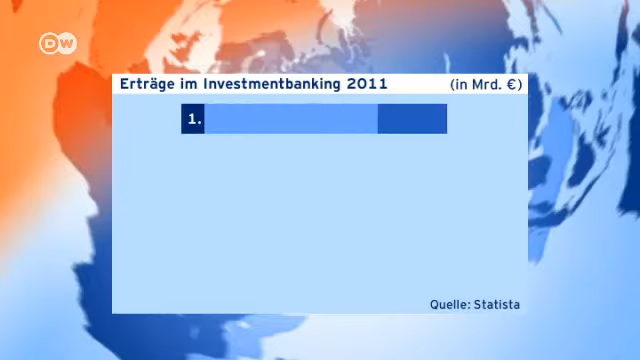 DW
Erträge im Investmentbanking 2011 (in Mrd. €)
1.
Quelle: Statista